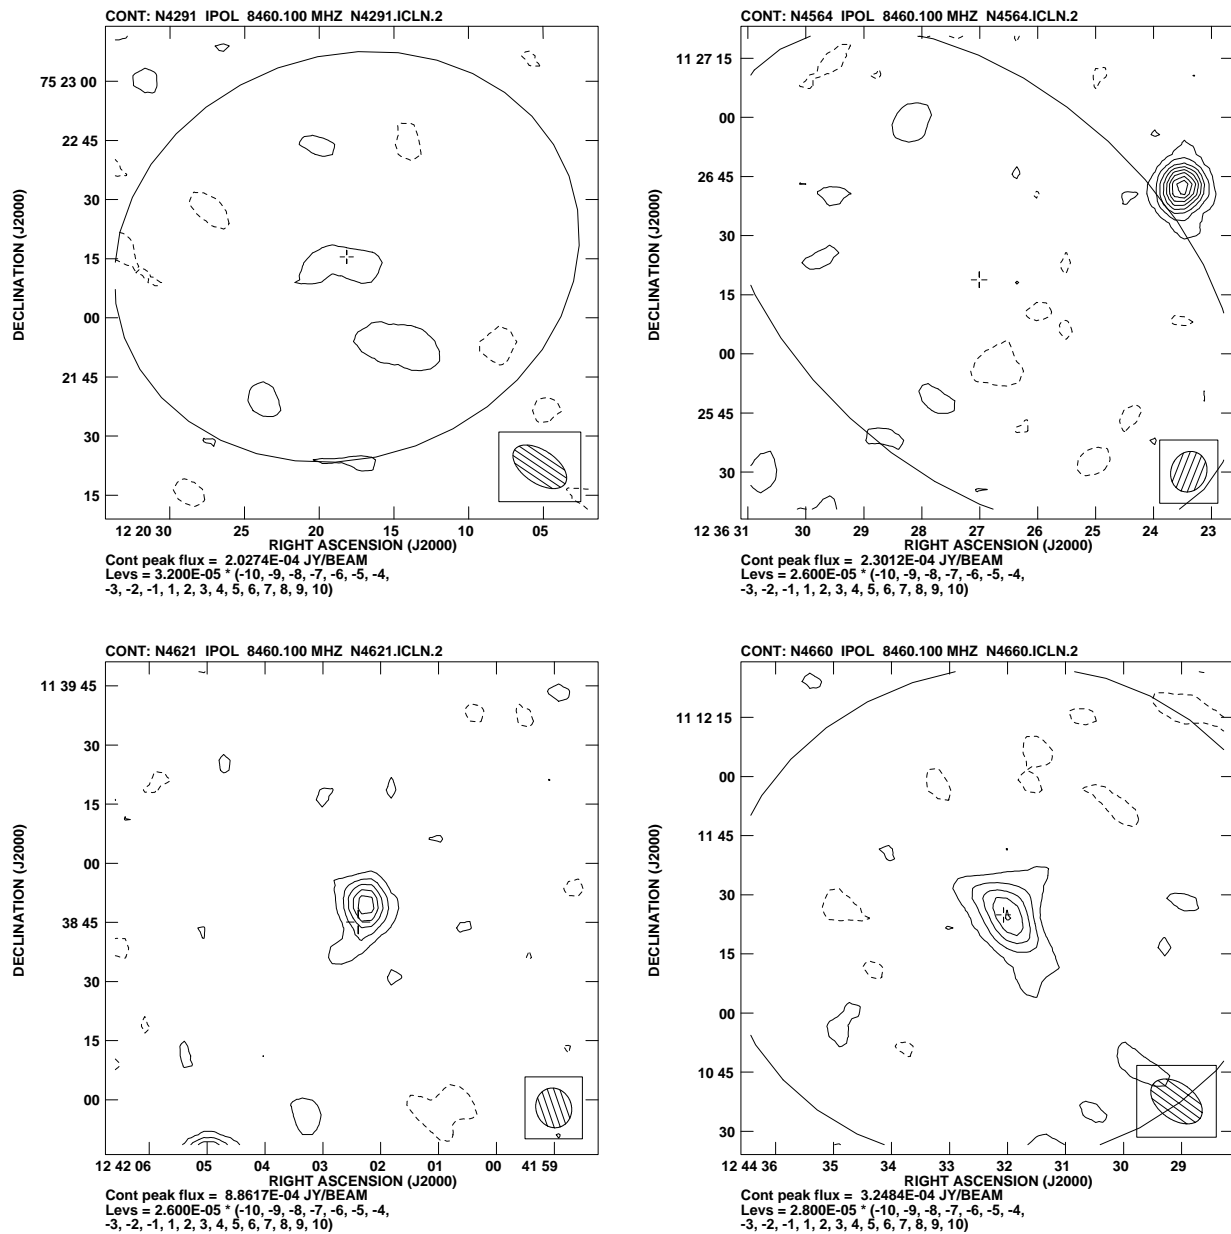 CONT: N4291 IPOL 8460.100 MHZ N4291.ICLN.2
DECLINATION (J2000)
75 23 00
22 45
30
15
00
21 45
30
15
12 20 30 25 20 15 10 05
RIGHT ASCENSION (J2000)
Cont peak flux = 2.0274E-04 JY/BEAM
Levs = 3.200E-05 * (-10, -9, -8, -7, -6, -5, -4,
-3, -2, -1, 1, 2, 3, 4, 5, 6, 7, 8, 9, 10)
CONT: N4564 IPOL 8460.100 MHZ N4564.ICLN.2
DECLINATION (J2000)
11 27 15
00
26 45
30
15
00
25 45
30
12 36 31 30 29 28 27 26 25 24 23
RIGHT ASCENSION (J2000)
Cont peak flux = 2.3012E-04 JY/BEAM
Levs = 2.600E-05 * (-10, -9, -8, -7, -6, -5, -4,
-3, -2, -1, 1, 2, 3, 4, 5, 6, 7, 8, 9, 10)
CONT: N4621 IPOL 8460.100 MHZ N4621.ICLN.2
DECLINATION (J2000)
11 39 45
30
15
00
38 45
30
15
00
12 42 06 05 04 03 02 01 00 41 59
RIGHT ASCENSION (J2000)
Cont peak flux = 8.8617E-04 JY/BEAM
Levs = 2.600E-05 * (-10, -9, -8, -7, -6, -5, -4,
-3, -2, -1, 1, 2, 3, 4, 5, 6, 7, 8, 9, 10)
CONT: N4660 IPOL 8460.100 MHZ N4660.ICLN.2
DECLINATION (J2000)
11 12 15
00
11 45
30
15
00
10 45
30
12 44 36 35 34 33 32 31 30 29
RIGHT ASCENSION (J2000)
Cont peak flux = 3.2484E-04 JY/BEAM
Levs = 2.800E-05 * (-10, -9, -8, -7, -6, -5, -4,
-3, -2, -1, 1, 2, 3, 4, 5, 6, 7, 8, 9, 10)